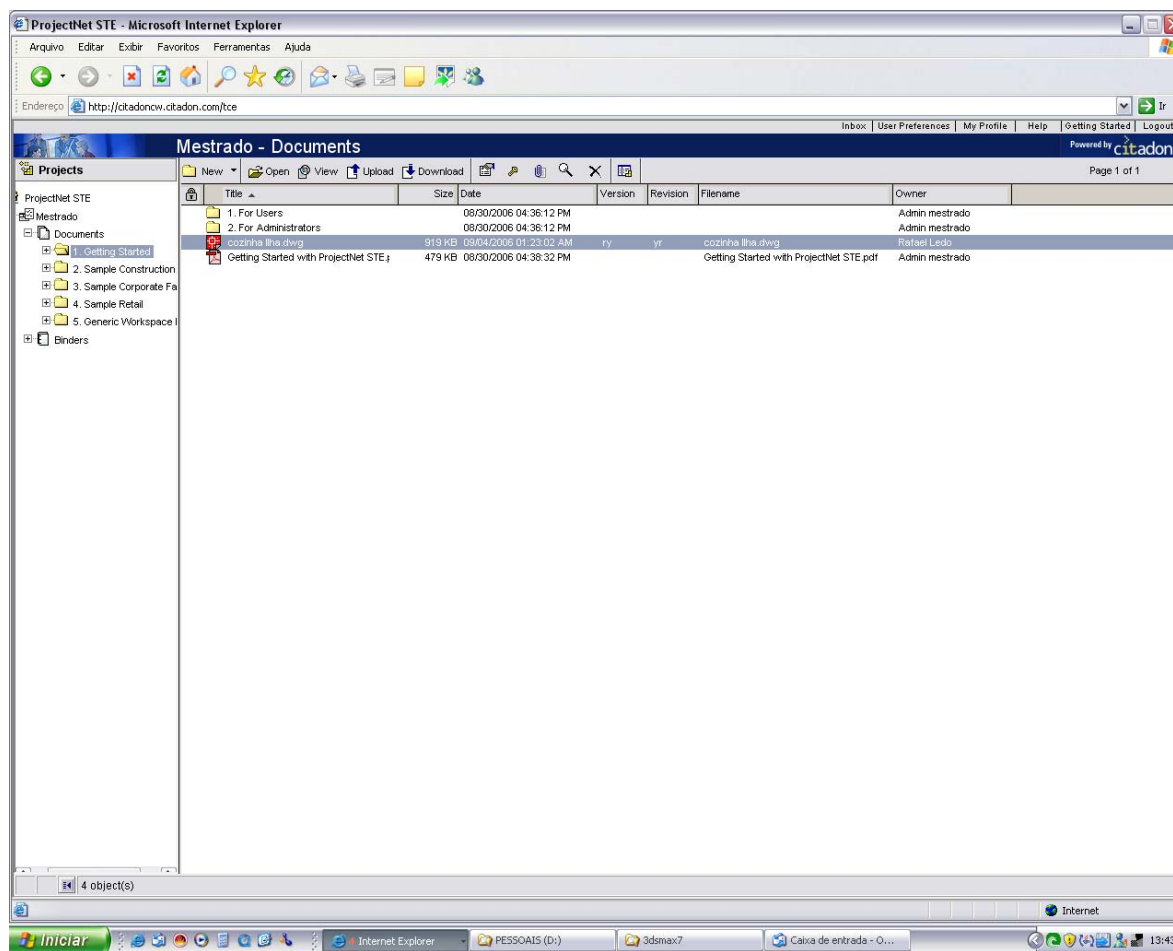 ProjectNet STE - Microsoft Internet Explorer
Arquivo Editar Exibir Favoritos Ferramentas Ajuda
Endereço http://citadoncw.citadon.com/tce Ir
Inbox User Preferences My Profile Help Getting Started Logout
Mestrado - Documents Powered by citadon
Projects New Open View Upload Download Page 1 of 1
Title Size Date Version Revision Filename Owner
ProjectNet STE
Mestrado
Documents
1. Getting Started
2. Sample Construction
3. Sample Corporate Fa
4. Sample Retail
5. Generic Workspace
Binders
1. For Users 08/30/2006 04:36:12 PM Admin mestrado
2. For Administrators 08/30/2006 04:36:12 PM Admin mestrado
cozinha Ilha.dwg 919 KB 09/04/2006 01:23:02 AM ry yr cozinha Ilha.dwg Rafael Ledo
Getting Started with ProjectNet STE 479 KB 08/30/2006 04:38:32 PM Getting Started with ProjectNet STE.pdf Admin mestrado
4 object(s)
Internet
Iniciar Internet Explorer PESSOAIS (D:) 3dsmax7 Caixa de entrada - O...